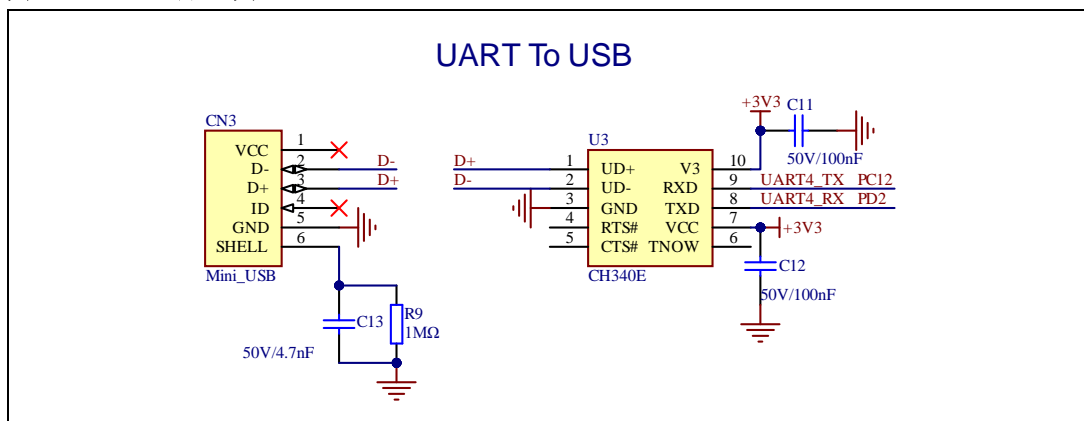 UART To USB
CN3
VCC 1
D- 2 D-
D+ 3 D+
ID 4
GND 5
SHELL 6
Mini_USB
C13
50V/4.7nF
R9
1MΩ
U3
D+ 1 UD+
D- 2 UD-
3 GND
4 RTS#
5 CTS#
V3 10
RXD 9 UART4_TX PC12
TXD 8 UART4_RX PD2
VCC 7 +3V3
TNOW 6
CH340E
+3V3
C11
50V/100nF
C12
50V/100nF